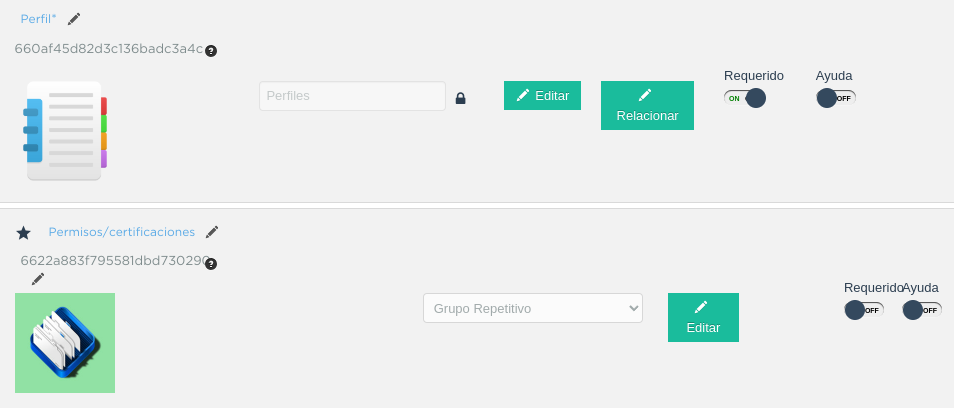 Perfil*
660af45d82d3c136badc3a4c
Perfiles
Editar
Relacionar
Requerido
ON
Ayuda
OFF
Permisos/certificaciones
6622a883f795581dbd730290
Grupo Repetitivo
Editar
Requerido
OFF
Ayuda
OFF